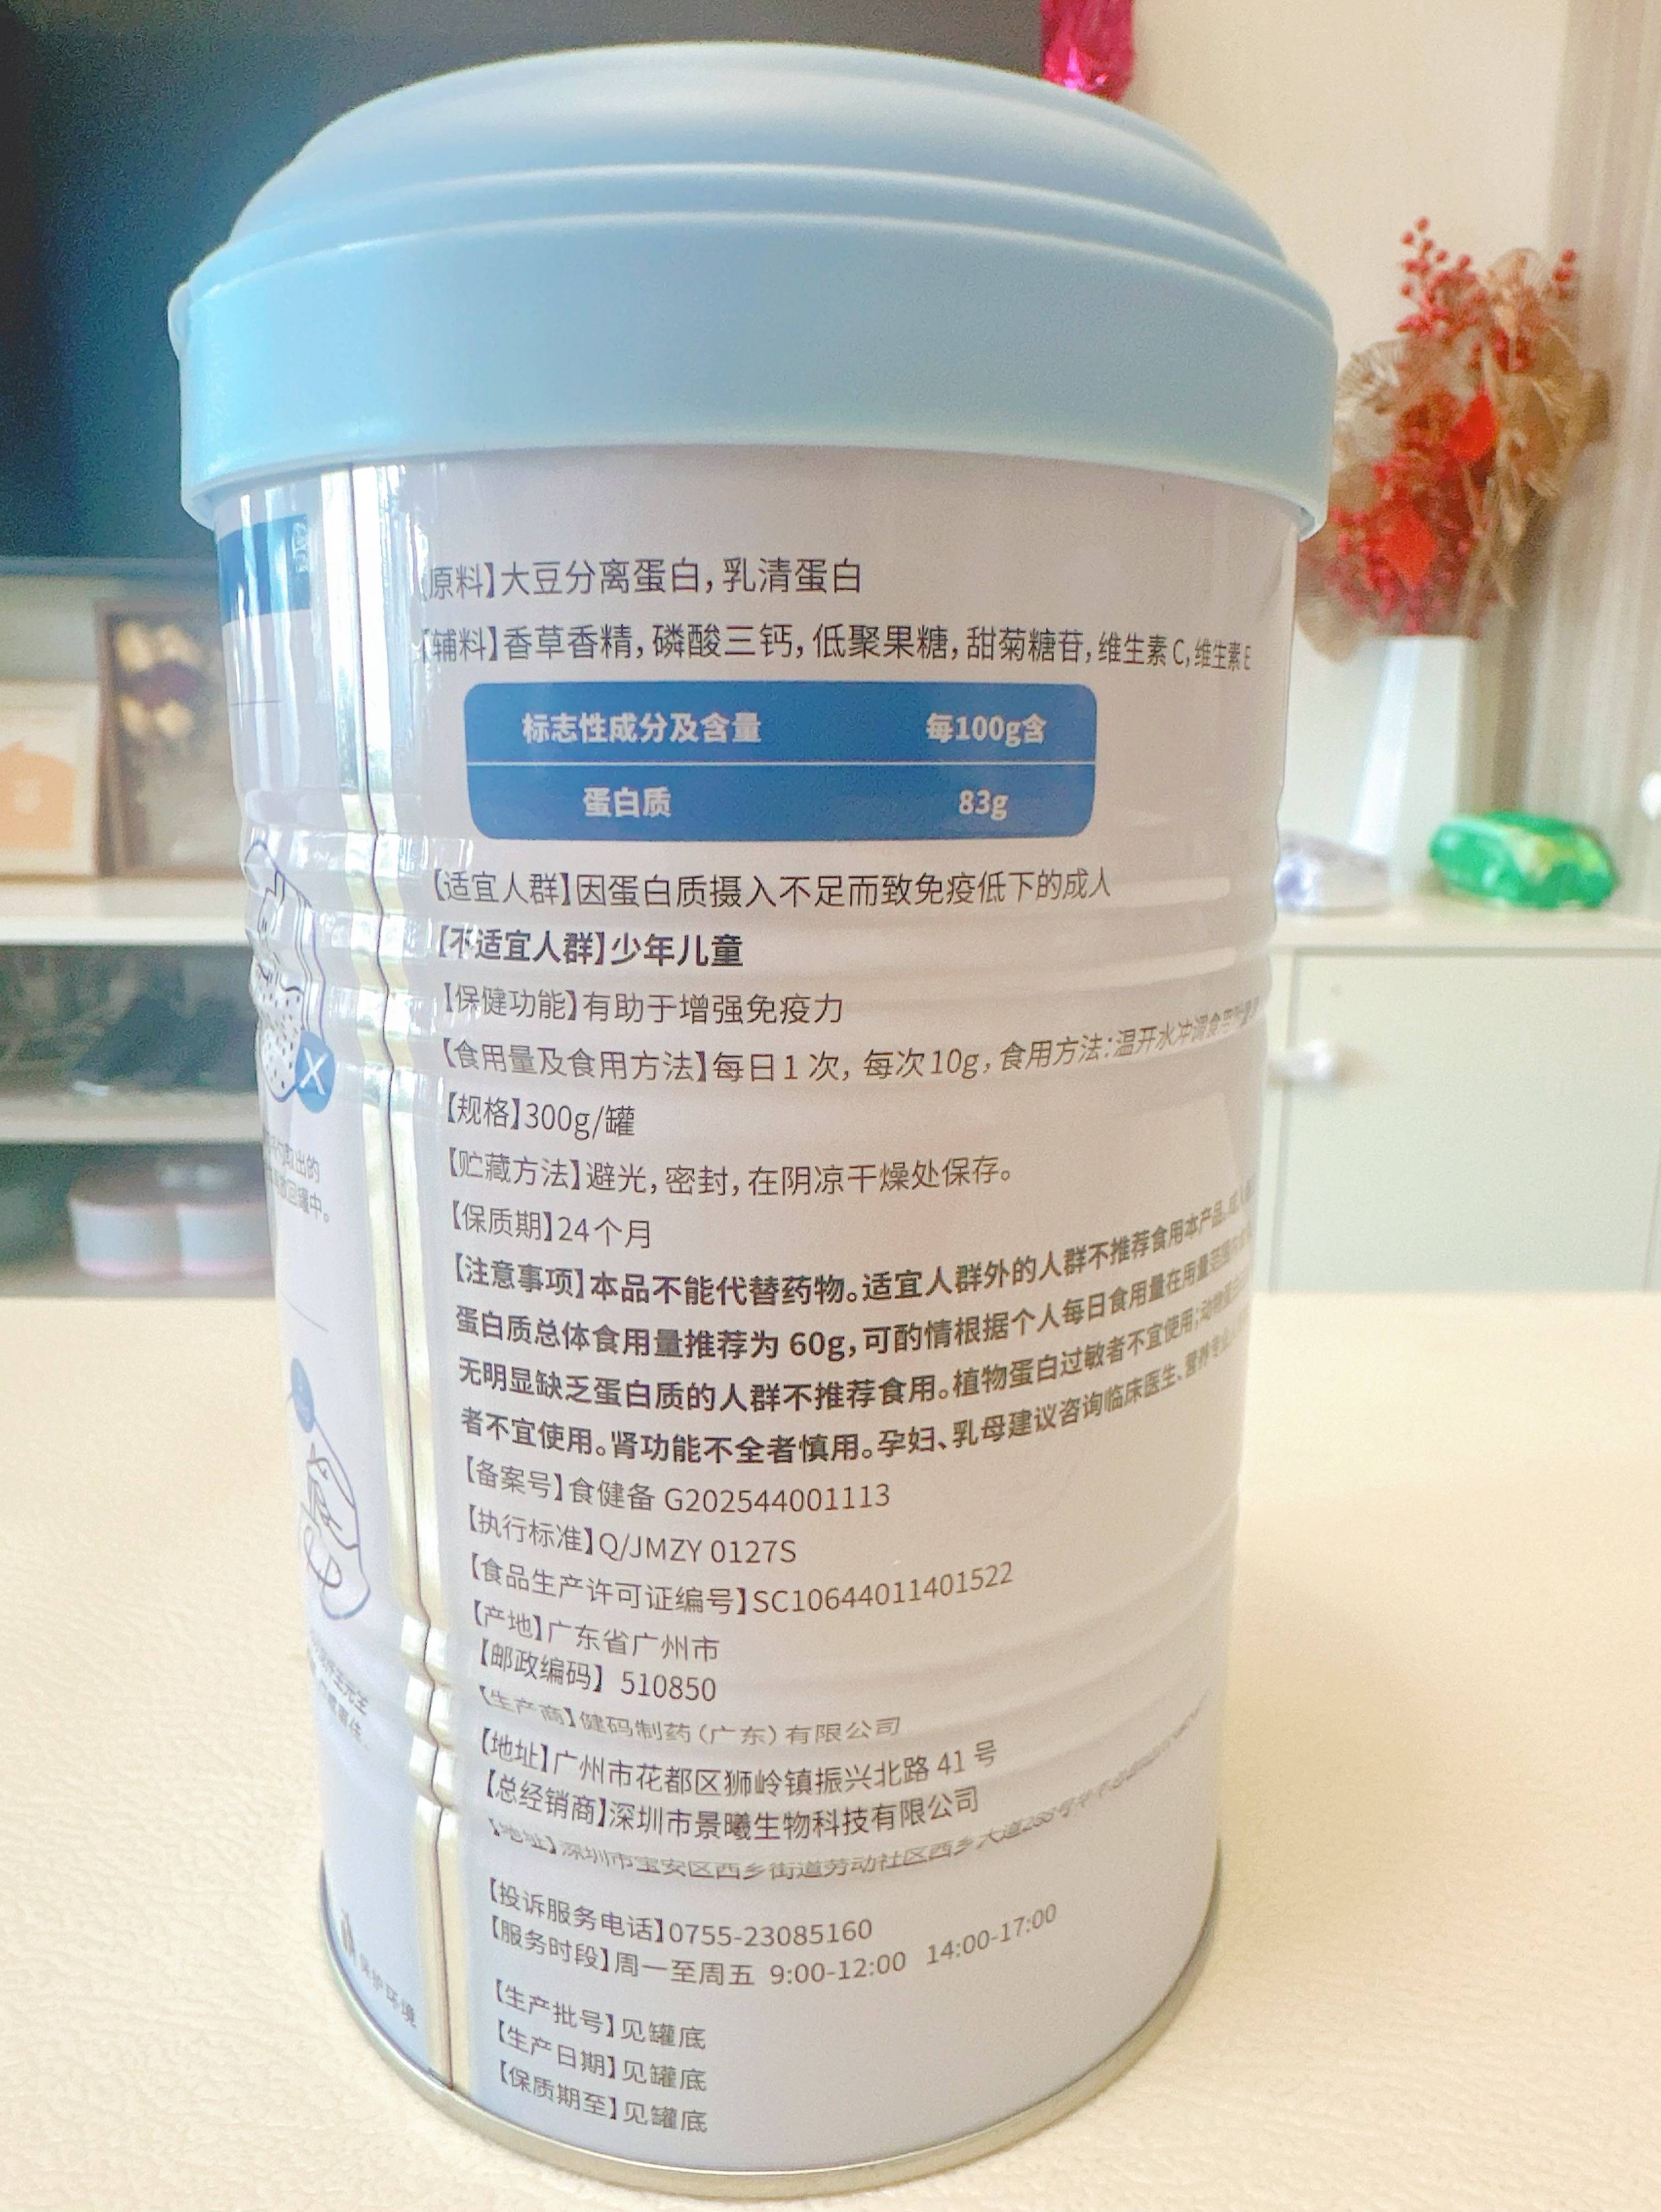 【原料】大豆分离蛋白,乳清蛋白
【辅料】香草香精,磷酸三钙,低聚果糖,甜菊糖苷,维生素C,维生素E
标志性成分及含量 每100g含
蛋白质 83g
【适宜人群】因蛋白质摄入不足而致免疫低下的成人
【不适宜人群】少年儿童
【保健功能】有助于增强免疫力
【食用量及食用方法】每日1次,每次10g,食用方法:温开水冲调食用
【规格】300g/罐
【贮藏方法】避光,密封,在阴凉干燥处保存。
【保质期】24个月
【注意事项】本品不能代替药物。适宜人群外的人群不推荐食用本产品。
蛋白质总体食用量推荐为60g,可酌情根据个人每日食用量在用量范围
无明显缺乏蛋白质的人群不推荐食用。植物蛋白过敏者不宜使用;动物蛋白
者不宜使用。肾功能不全者慎用。孕妇、乳母建议咨询临床医生、营养专业人
【备案号】食健备 G202544001113
【执行标准】Q/JMZY 0127S
【食品生产许可证编号】SC10644011401522
【产地】广东省广州市
【邮政编码】510850
【生产商】健码制药(广东)有限公司
【地址】广州市花都区狮岭镇振兴北路 41 号
【总经销商】深圳市景曦生物科技有限公司
【地址】深圳市宝安区西乡街道劳动社区西乡大道
【投诉服务电话】0755-23085160
【服务时段】周一至周五 9:00-12:00 14:00-17:00
【生产批号】见罐底
【生产日期】见罐底
【保质期至】见罐底
X
取出的
中。
保护环境